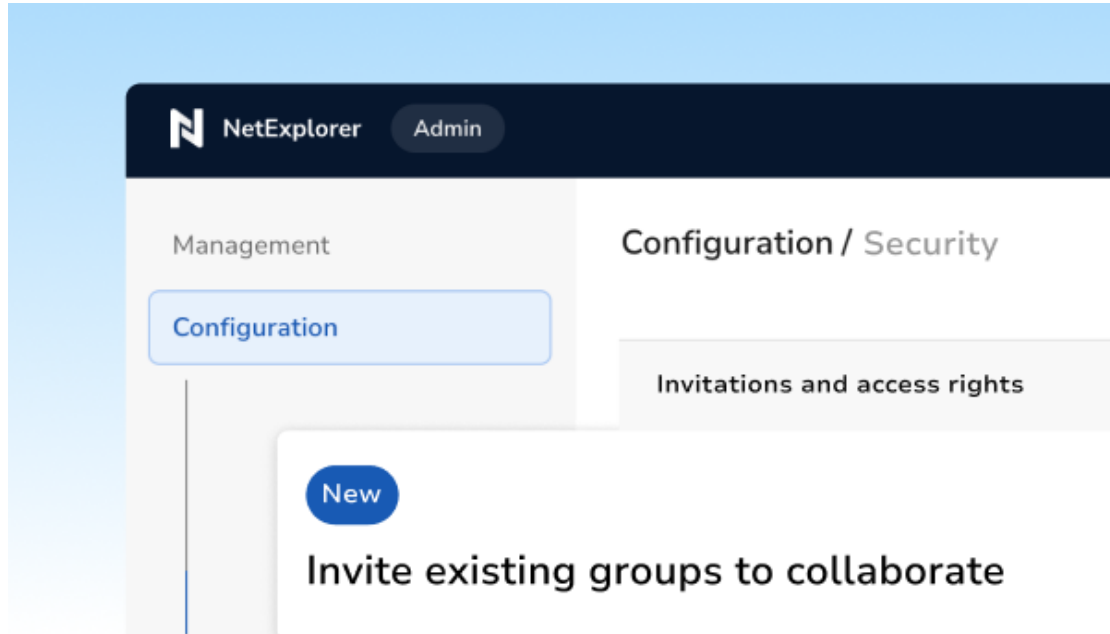 NetExplorer Admin
Management
Configuration / Security
Configuration
Invitations and access rights
New
Invite existing groups to collaborate